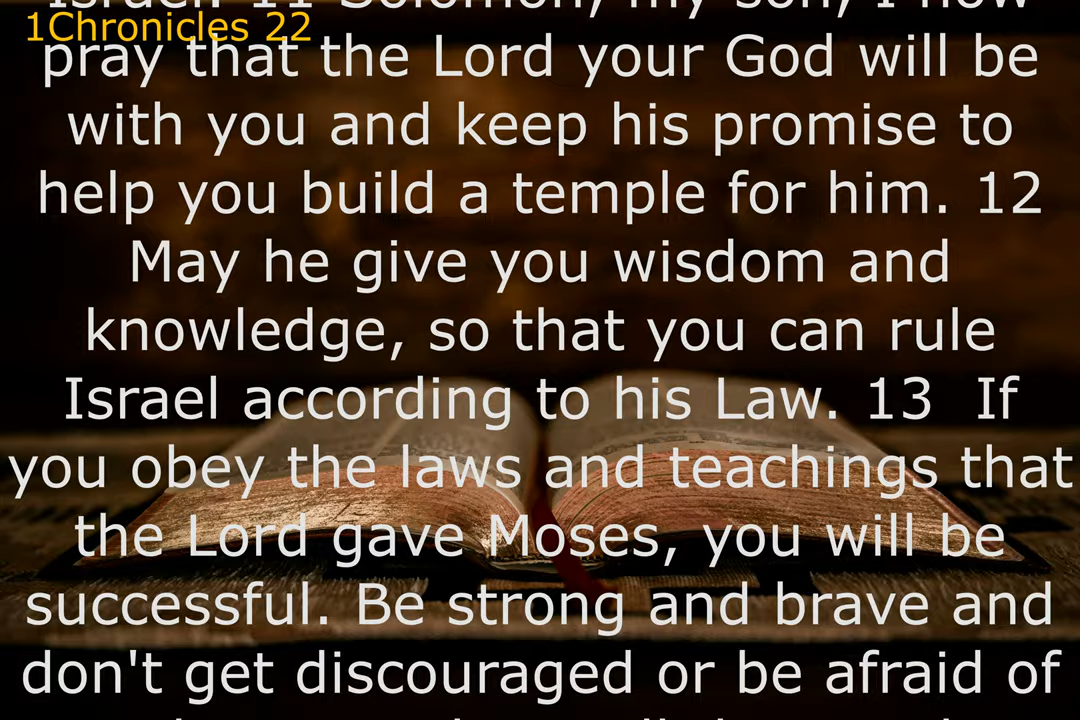 Israel. 11 Solomon, my son, I now
1Chronicles 22
pray that the Lord your God will be
with you and keep his promise to
help you build a temple for him. 12
May he give you wisdom and
knowledge, so that you can rule
Israel according to his Law. 13 If
you obey the laws and teachings that
the Lord gave Moses, you will be
successful. Be strong and brave and
don't get discouraged or be afraid of